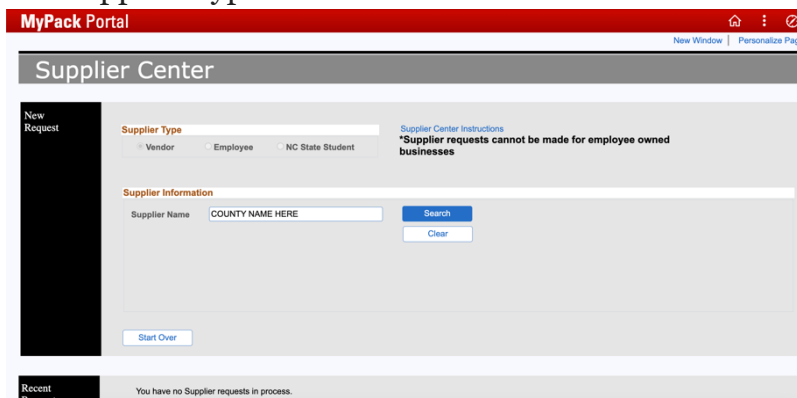 MyPack Portal
New Window | Personalize Pag
Supplier Center
New
Request
Supplier Type
Vendor Employee NC State Student
Supplier Center Instructions
*Supplier requests cannot be made for employee owned
businesses
Supplier Information
Supplier Name COUNTY NAME HERE Search
Clear
Start Over
Recent
You have no Supplier requests in process.